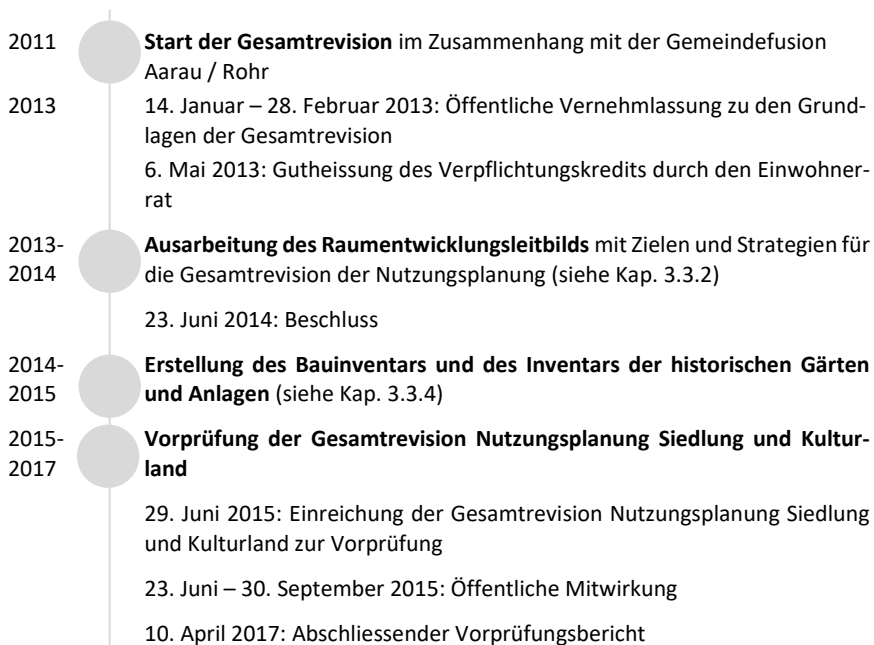 2011 Start der Gesamtrevision im Zusammenhang mit der Gemeindefusion
Aarau / Rohr
2013 14. Januar – 28. Februar 2013: Öffentliche Vernehmlassung zu den Grund-
lagen der Gesamtrevision
6. Mai 2013: Gutheissung des Verpflichtungskredits durch den Einwohner-
rat
2013- Ausarbeitung des Raumentwicklungsleitbilds mit Zielen und Strategien für
2014 die Gesamtrevision der Nutzungsplanung (siehe Kap. 3.3.2)
23. Juni 2014: Beschluss
2014- Erstellung des Bauinventars und des Inventars der historischen Gärten
2015 und Anlagen (siehe Kap. 3.3.4)
2015- Vorprüfung der Gesamtrevision Nutzungsplanung Siedlung und Kultur-
2017 land
29. Juni 2015: Einreichung der Gesamtrevision Nutzungsplanung Siedlung
und Kulturland zur Vorprüfung
23. Juni – 30. September 2015: Öffentliche Mitwirkung
10. April 2017: Abschliessender Vorprüfungsbericht